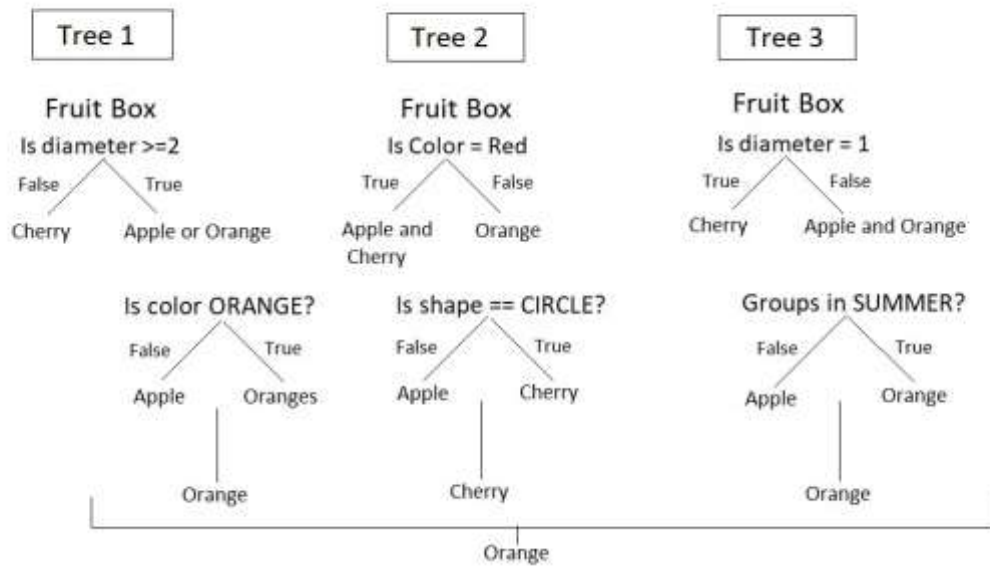 Tree 1
Fruit Box
Is diameter >=2
False
True
Cherry
Apple or Orange
Is color ORANGE?
False
True
Apple
Oranges
Orange
Tree 2
Fruit Box
Is Color = Red
True
False
Apple and
Cherry
Orange
Is shape == CIRCLE?
False
True
Apple
Cherry
Cherry
Tree 3
Fruit Box
Is diameter = 1
True
False
Cherry
Apple and Orange
Groups in SUMMER?
False
True
Apple
Orange
Orange
Orange